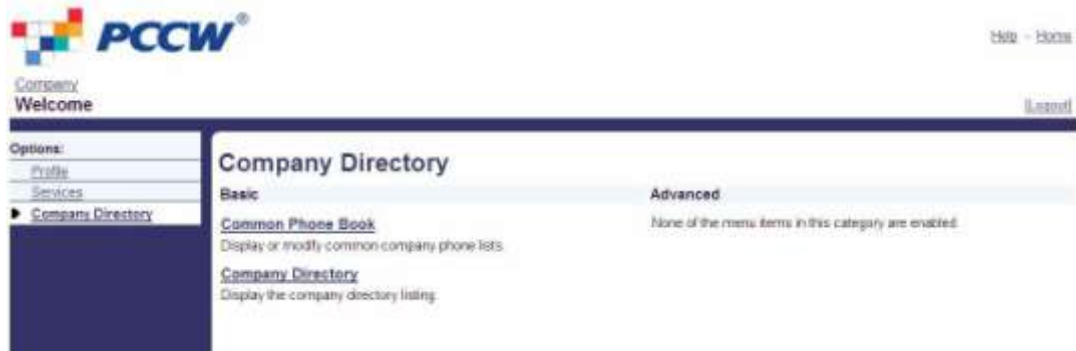 PCCW®
Help - Home
Company
Welcome
[Logout]
Options:
Profile
Services
Company Directory
Company Directory
Basic
Common Phone Book
Display or modify common company phone lists.
Company Directory
Display the company directory listing.
Advanced
None of the menu items in this category are enabled.